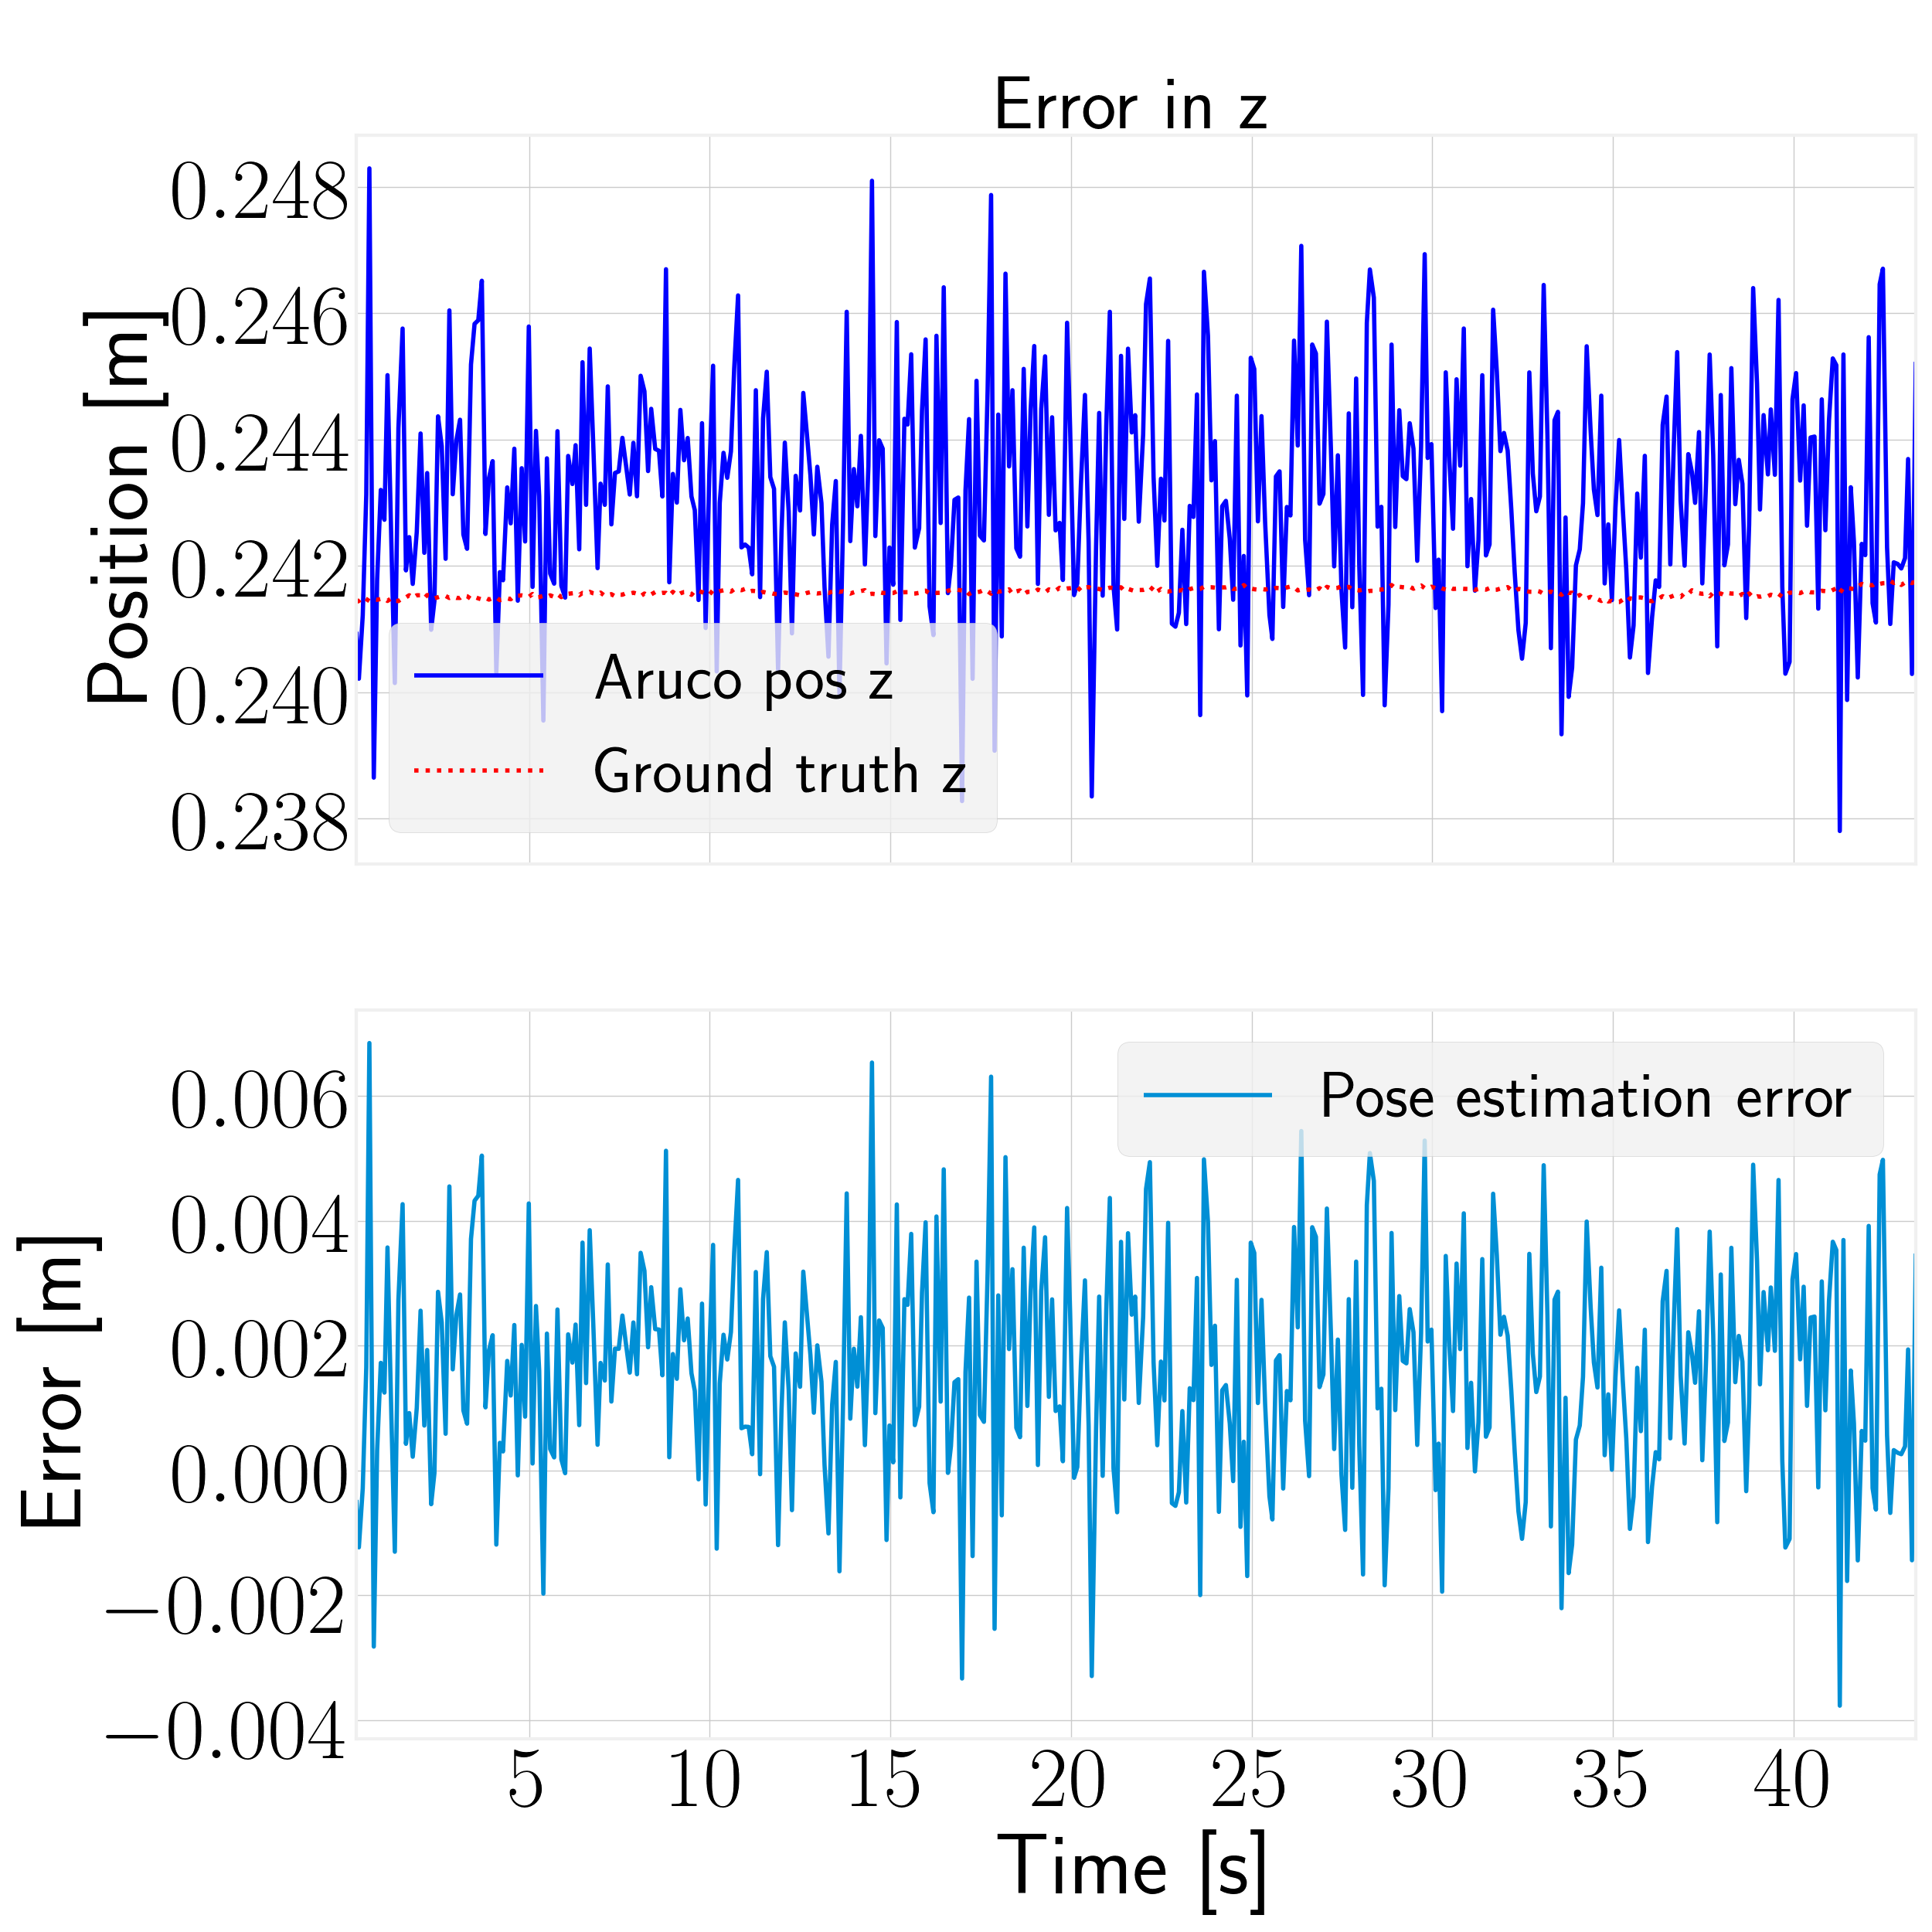 Error in z
Position [m]
0.248
0.246
0.244
0.242
0.240
0.238
Aruco pos z
Ground truth z
Error [m]
0.006
0.004
0.002
0.000
−0.002
−0.004
Pose estimation error
5 10 15 20 25 30 35 40
Time [s]